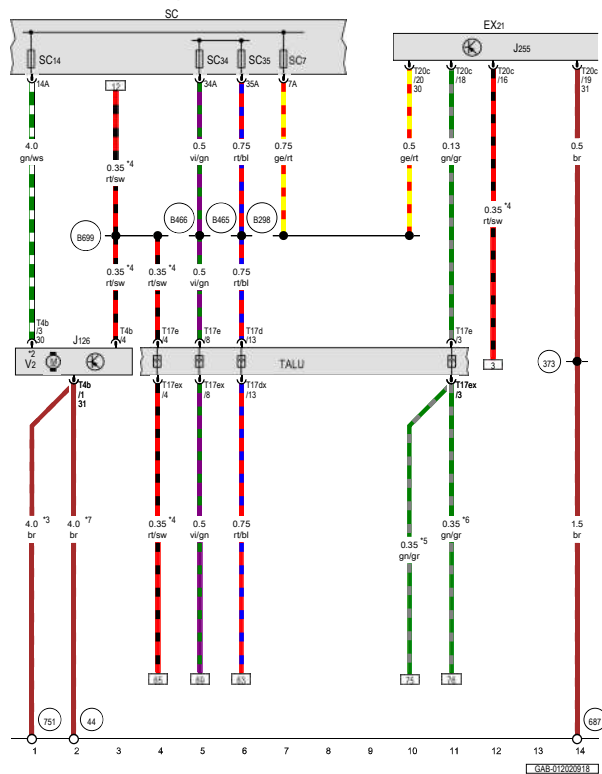 SC
EX21
J255
SC14
SC34
SC35
SC7
14A
12
34A
35A
7A
T20c
/20
30
T20c
/18
T20c
/16
T20c
/19
31
4.0
gn/ws
0.35 *4
rt/sw
0.5
vi/gn
0.75
rt/bl
0.75
ge/rt
0.5
ge/rt
0.13
gn/gr
0.35 *4
rt/sw
0.5
br
B699
B466
B465
B298
0.35 *4
rt/sw
0.35 *4
rt/sw
0.5
vi/gn
0.75
rt/bl
T4b
/3
30
J126
T4b
/4
T17e
/4
T17e
/8
T17d
/13
T17e
/3
*2
V2
M
TALU
3
373
T4b
/1
31
T17ex
/4
T17ex
/8
T17dx
/13
T17ex
/3
4.0 *3
br
4.0 *7
br
0.35 *4
rt/sw
0.5
vi/gn
0.75
rt/bl
0.35 *5
gn/gr
0.35 *6
gn/gr
1.5
br
65
69
63
75
76
751
44
687
1 2 3 4 5 6 7 8 9 10 11 12 13 14
GAB-012020918